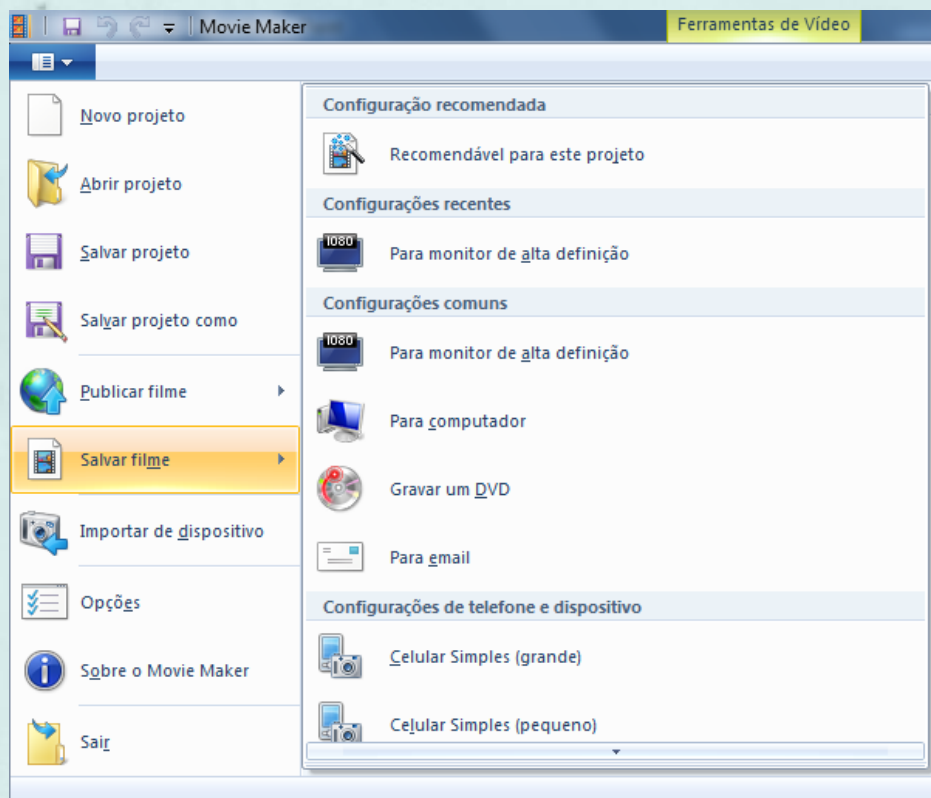 Movie Maker
Ferramentas de Vídeo
Novo projeto
Abrir projeto
Salvar projeto
Salvar projeto como
Publicar filme
Salvar filme
Importar de dispositivo
Opções
Sobre o Movie Maker
Sair
Configuração recomendada
Recomendável para este projeto
Configurações recentes
1080
Para monitor de alta definição
Configurações comuns
1080
Para monitor de alta definição
Para computador
Gravar um DVD
Para email
Configurações de telefone e dispositivo
Celular Simples (grande)
Celular Simples (pequeno)